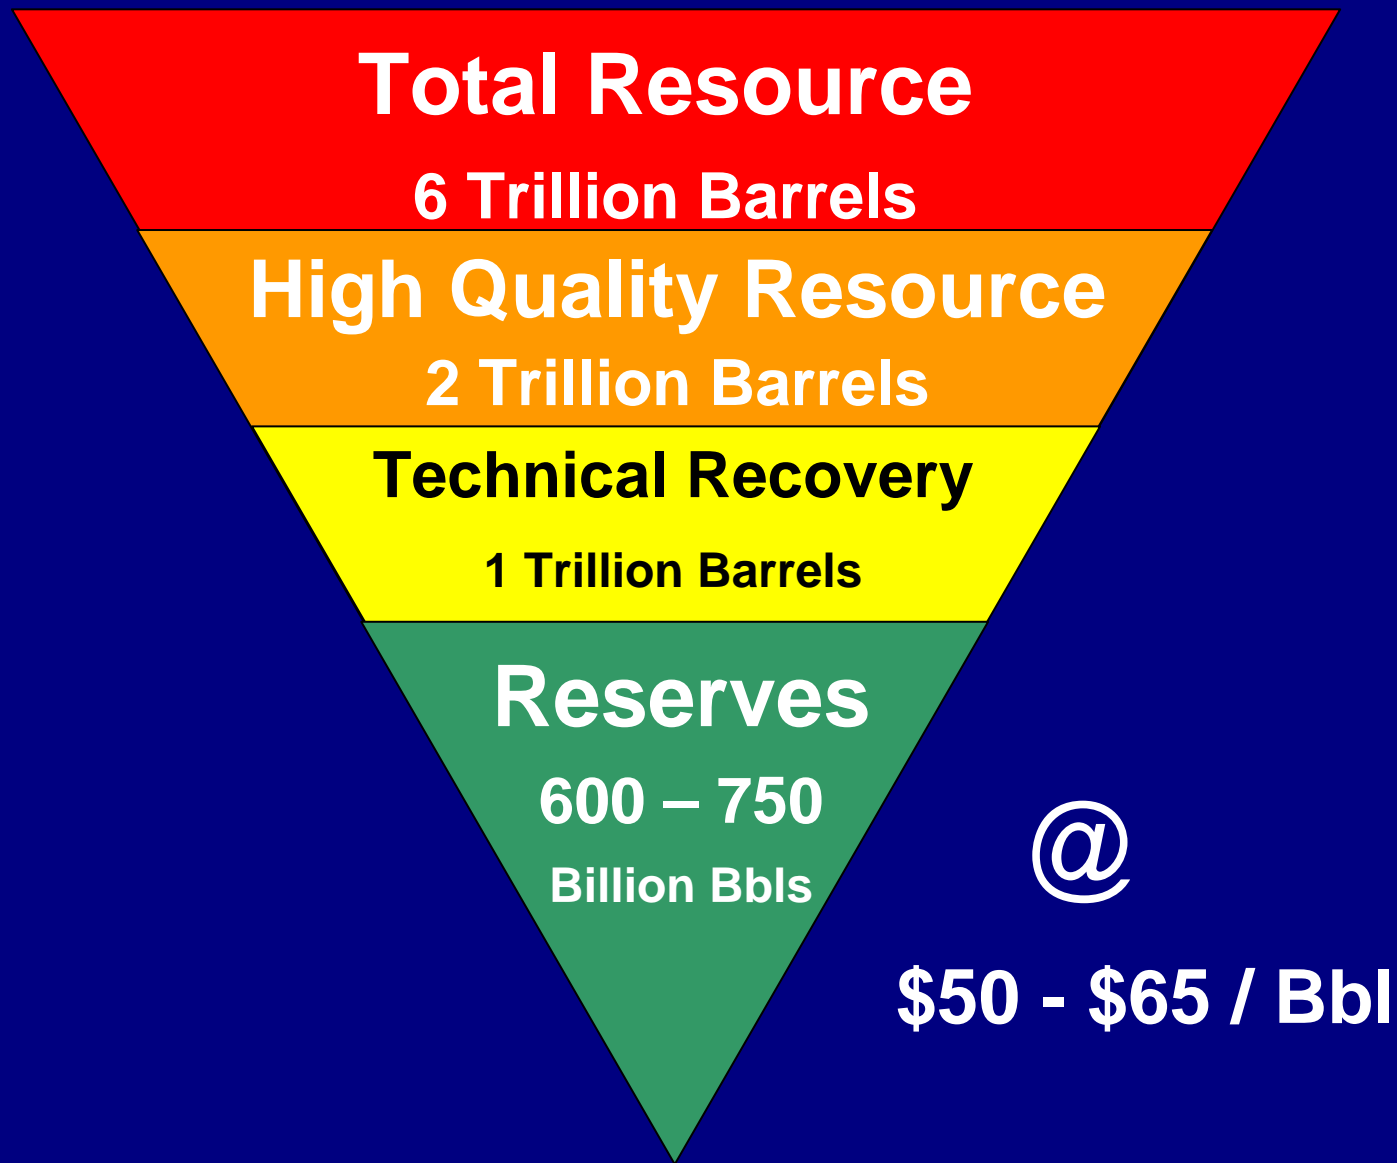 Total Resource
6 Trillion Barrels
High Quality Resource
2 Trillion Barrels
Technical Recovery
1 Trillion Barrels
Reserves
600 – 750
Billion Bbls
@
$50 - $65 / Bbl